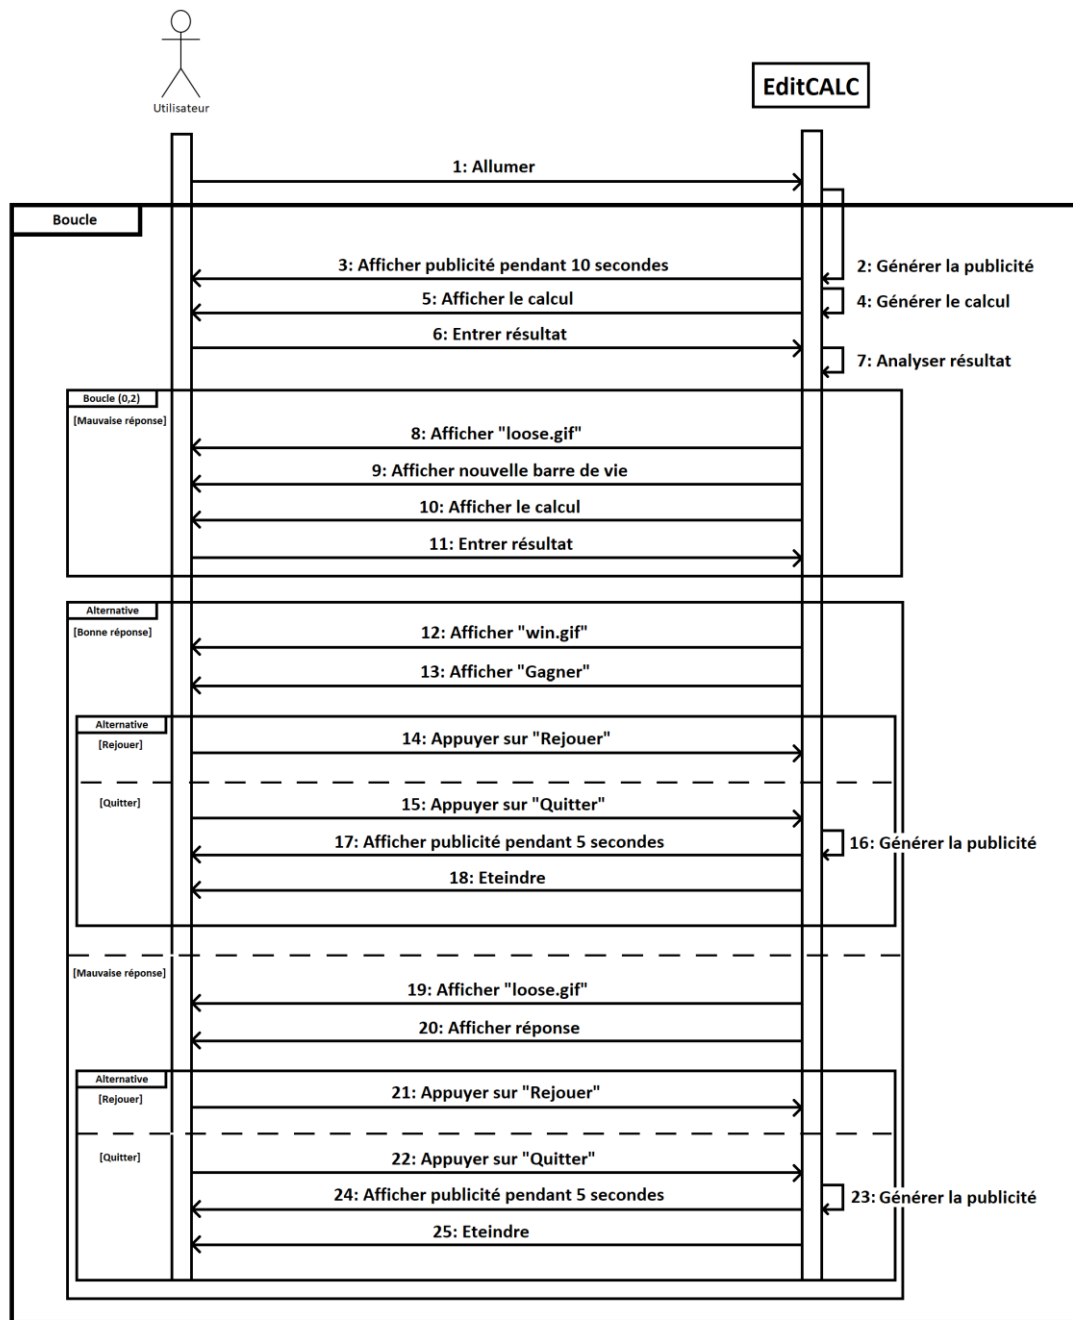 Utilisateur
EditCALC
1: Allumer
Boucle
2: Générer la publicité
3: Afficher publicité pendant 10 secondes
4: Générer le calcul
5: Afficher le calcul
6: Entrer résultat
7: Analyser résultat
Boucle (0,2)
[Mauvaise réponse]
8: Afficher "loose.gif"
9: Afficher nouvelle barre de vie
10: Afficher le calcul
11: Entrer résultat
Alternative
[Bonne réponse]
12: Afficher "win.gif"
13: Afficher "Gagner"
Alternative
[Rejouer]
14: Appuyer sur "Rejouer"
[Quitter]
15: Appuyer sur "Quitter"
16: Générer la publicité
17: Afficher publicité pendant 5 secondes
18: Eteindre
[Mauvaise réponse]
19: Afficher "loose.gif"
20: Afficher réponse
Alternative
[Rejouer]
21: Appuyer sur "Rejouer"
[Quitter]
22: Appuyer sur "Quitter"
23: Générer la publicité
24: Afficher publicité pendant 5 secondes
25: Eteindre